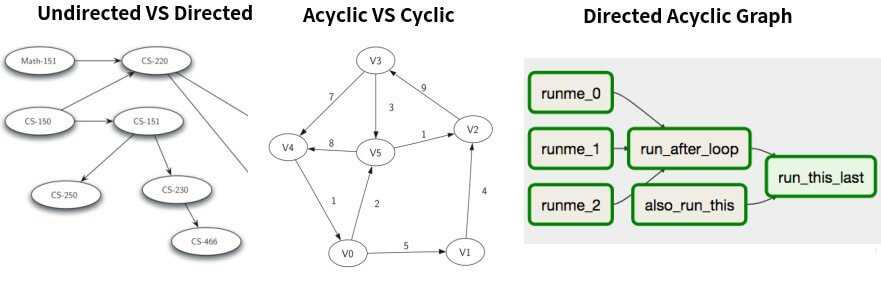 Undirected VS Directed
Math-151
CS-220
CS-150
CS-151
CS-250
CS-230
CS-466
Acyclic VS Cyclic
V3
7
3
9
V4
8
V5
1
V2
1
2
4
V0
5
V1
Directed Acyclic Graph
runme_0
runme_1
run_after_loop
run_this_last
runme_2
also_run_this